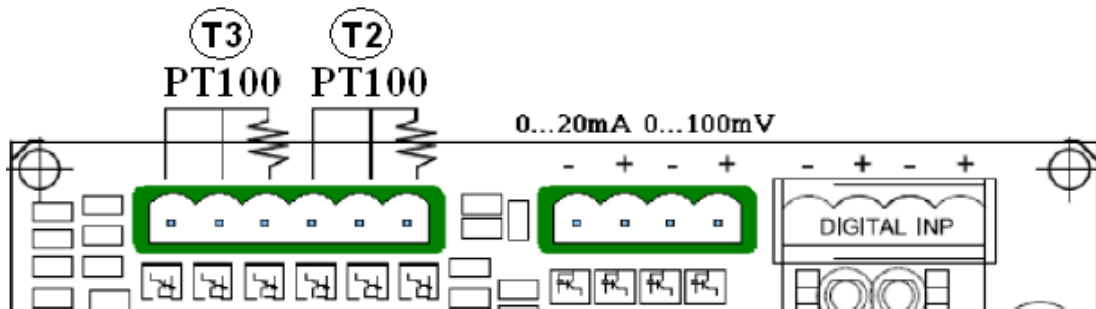 T3 T2
PT100 PT100
0...20mA 0...100mV
- + - + - + - +
DIGITAL INP